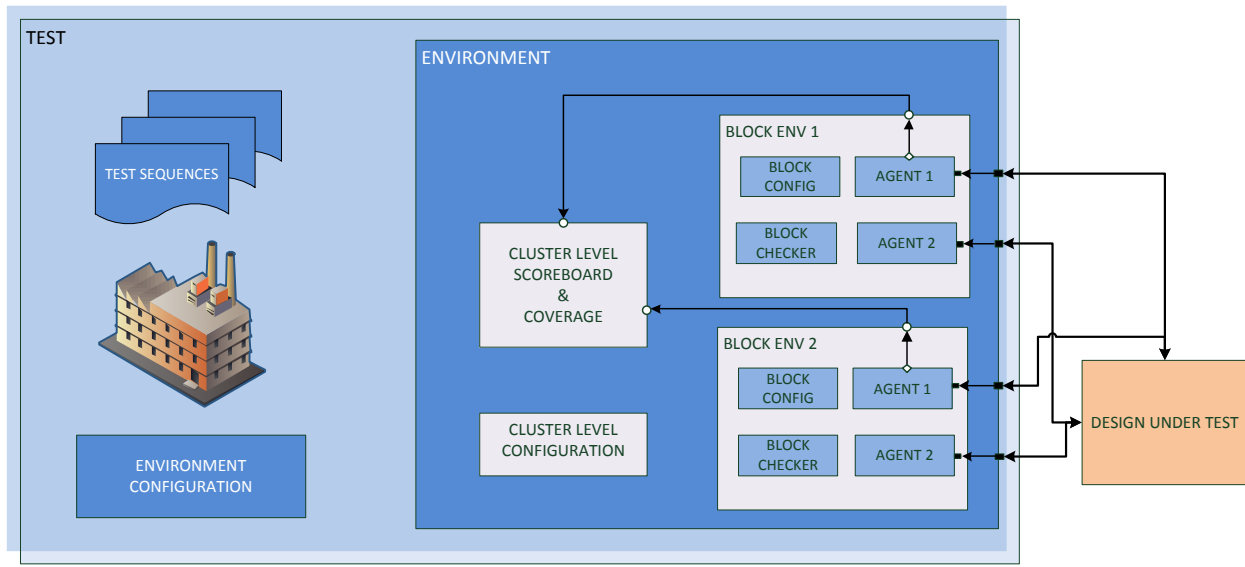 TEST
TEST SEQUENCES
ENVIRONMENT
CONFIGURATION
ENVIRONMENT
CLUSTER LEVEL
SCOREBOARD
&
COVERAGE
CLUSTER LEVEL
CONFIGURATION
BLOCK ENV 1
BLOCK
CONFIG
AGENT 1
BLOCK
CHECKER
AGENT 2
BLOCK ENV 2
BLOCK
CONFIG
AGENT 1
BLOCK
CHECKER
AGENT 2
DESIGN UNDER TEST